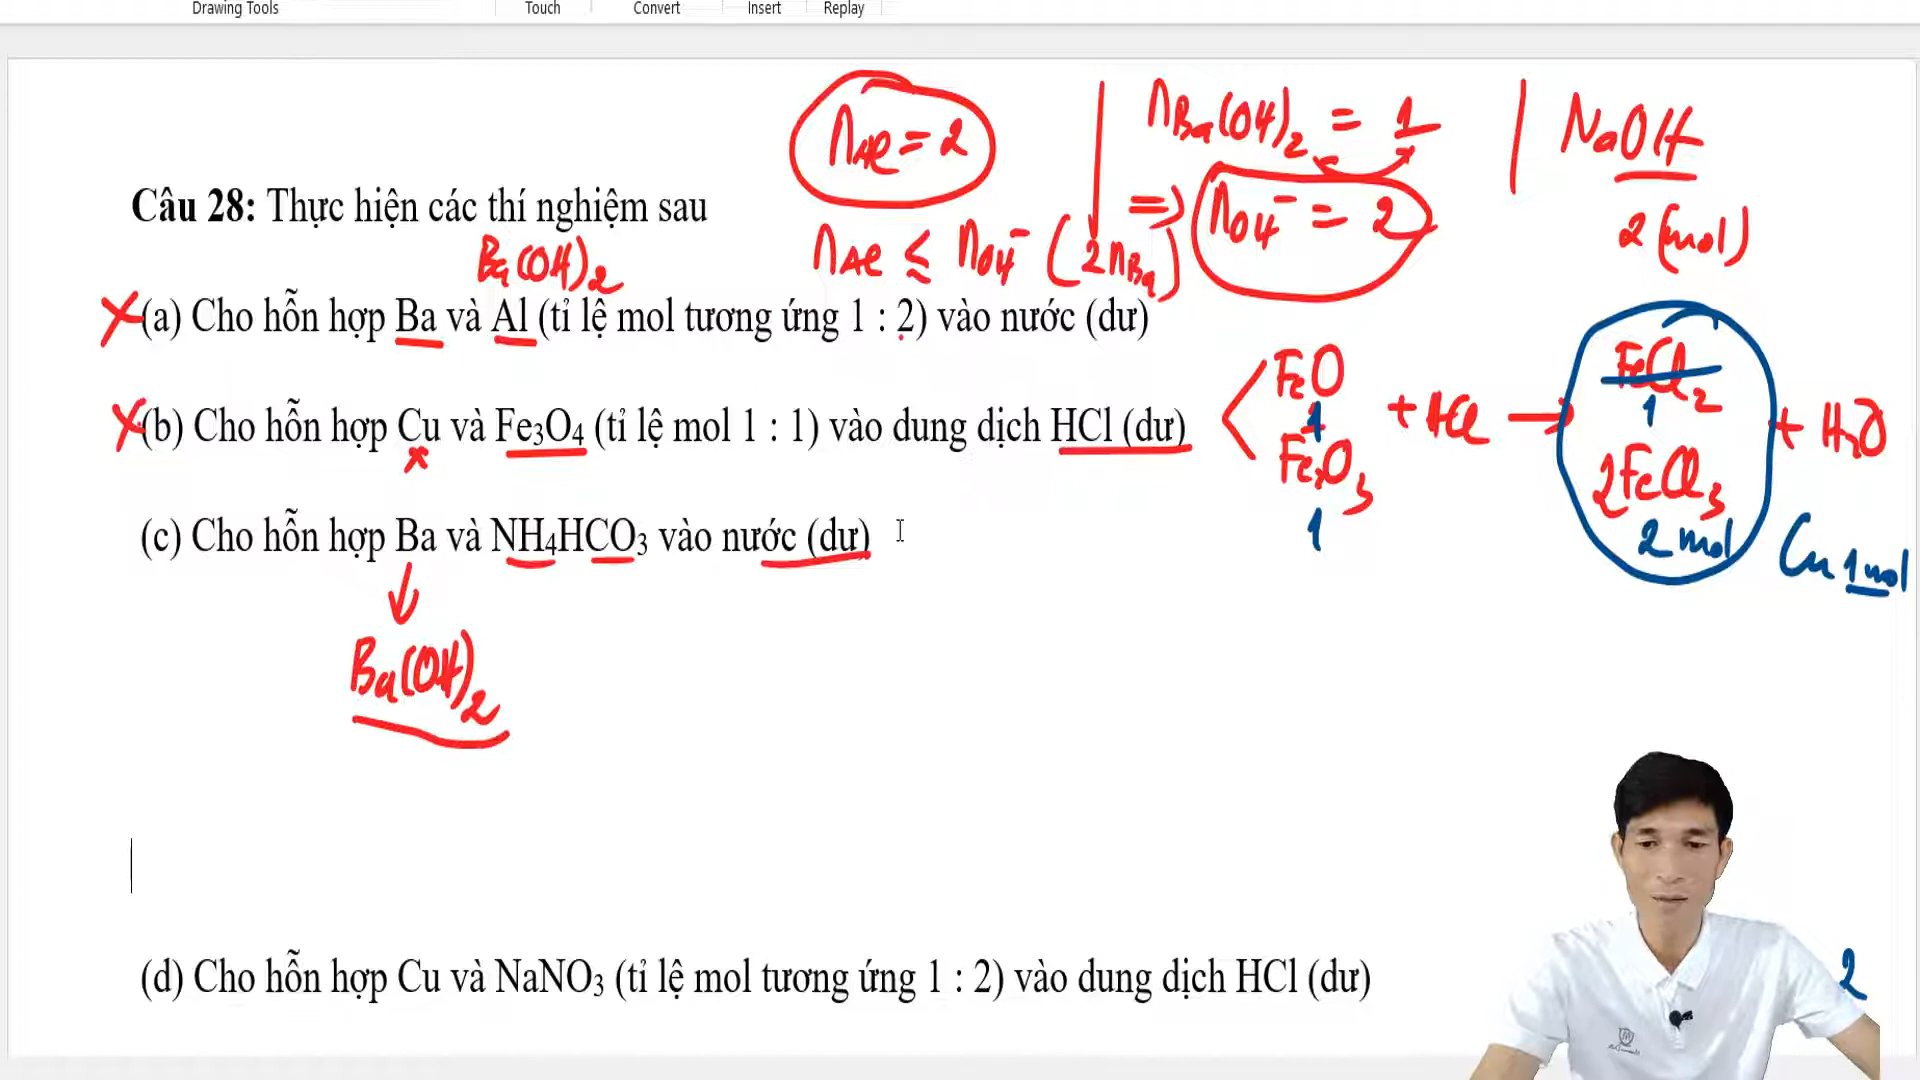 Drawing Tools Touch Convert Insert Replay
nAl = 2 | nBa(OH)2 = 1 | NaOH
=> nOH⁻ = 2 2 (mol)
Câu 28: Thực hiện các thí nghiệm sau
nAl ≤ nOH⁻ (2nBa)
Ba(OH)2
(a) Cho hỗn hợp Ba và Al (tỉ lệ mol tương ứng 1 : 2) vào nước (dư)
(b) Cho hỗn hợp Cu và Fe3O4 (tỉ lệ mol 1 : 1) vào dung dịch HCl (dư)
FeO 1
Fe2O3 1
+ HCl → FeCl2 1
2FeCl3 2 mol
+ H2O
Cu 1 mol
(c) Cho hỗn hợp Ba và NH4HCO3 vào nước (dư)
↓
Ba(OH)2
(d) Cho hỗn hợp Cu và NaNO3 (tỉ lệ mol tương ứng 1 : 2) vào dung dịch HCl (dư)
2